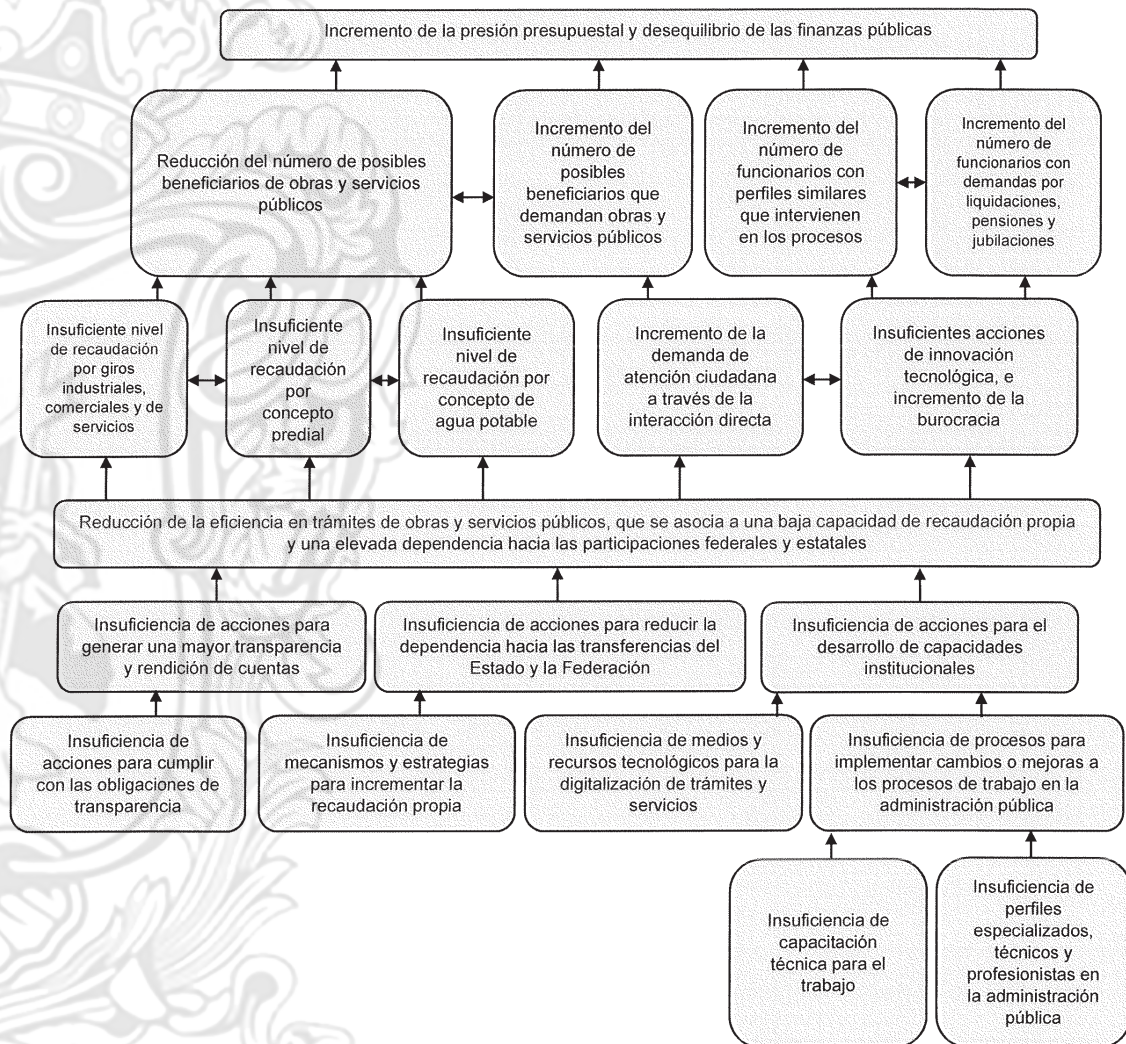 Incremento de la presión presupuestal y desequilibrio de las finanzas públicas
Reducción del número de posibles
beneficiarios de obras y servicios
públicos
Incremento del
número de
posibles
beneficiarios que
demandan obras y
servicios públicos
Incremento del
número de
funcionarios con
perfiles similares
que intervienen
en los procesos
Incremento del
número de
funcionarios con
demandas por
liquidaciones,
pensiones y
jubilaciones
Insuficiente nivel
de recaudación
por giros
industriales,
comerciales y de
servicios
Insuficiente
nivel de
recaudación
por
concepto
predial
Insuficiente
nivel de
recaudación por
concepto de
agua potable
Incremento de la
demanda de
atención ciudadana
a través de la
interacción directa
Insuficientes acciones
de innovación
tecnológica, e
incremento de la
burocracia
Reducción de la eficiencia en trámites de obras y servicios públicos, que se asocia a una baja capacidad de recaudación propia
y una elevada dependencia hacia las participaciones federales y estatales
Insuficiencia de acciones para
generar una mayor transparencia
y rendición de cuentas
Insuficiencia de acciones para reducir la
dependencia hacia las transferencias del
Estado y la Federación
Insuficiencia de acciones para el
desarrollo de capacidades
institucionales
Insuficiencia de
acciones para cumplir
con las obligaciones de
transparencia
Insuficiencia de
mecanismos y estrategias
para incrementar la
recaudación propia
Insuficiencia de medios y
recursos tecnológicos para la
digitalización de trámites y
servicios
Insuficiencia de procesos para
implementar cambios o mejoras a
los procesos de trabajo en la
administración pública
Insuficiencia de
capacitación
técnica para el
trabajo
Insuficiencia de
perfiles
especializados,
técnicos y
profesionistas en
la administración
pública